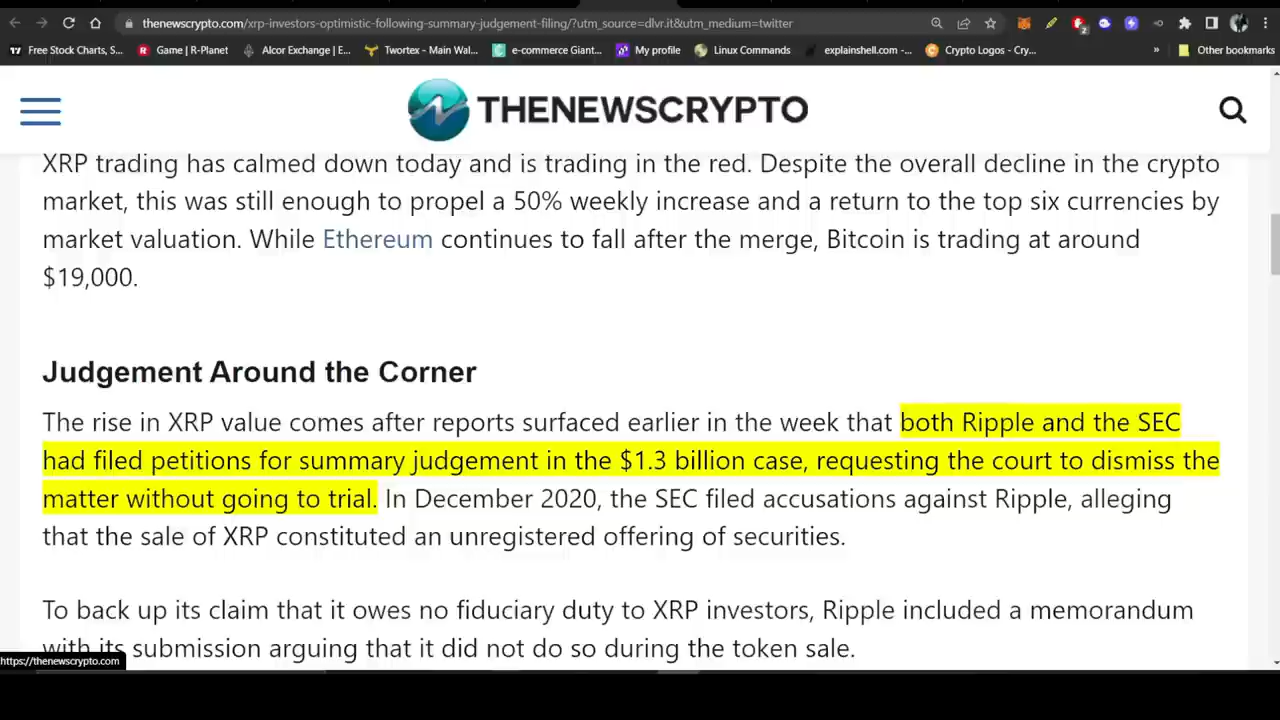 thenewscrypto.com/xrp-investors-optimistic-following-summary-judgement-filing/?utm_source=dlvr.it&utm_medium=twitter
2
Free Stock Charts, S... Game | R-Planet Alcor Exchange | E... Twortex - Main Wal... e-commerce Giant... My profile Linux Commands explainshell.com -... Crypto Logos - Cry... » Other bookmarks
THENEWSCRYPTO
XRP trading has calmed down today and is trading in the red. Despite the overall decline in the crypto
market, this was still enough to propel a 50% weekly increase and a return to the top six currencies by
market valuation. While Ethereum continues to fall after the merge, Bitcoin is trading at around
$19,000.
Judgement Around the Corner
The rise in XRP value comes after reports surfaced earlier in the week that both Ripple and the SEC
had filed petitions for summary judgement in the $1.3 billion case, requesting the court to dismiss the
matter without going to trial. In December 2020, the SEC filed accusations against Ripple, alleging
that the sale of XRP constituted an unregistered offering of securities.
To back up its claim that it owes no fiduciary duty to XRP investors, Ripple included a memorandum
with its submission arguing that it did not do so during the token sale.
https://thenewscrypto.com